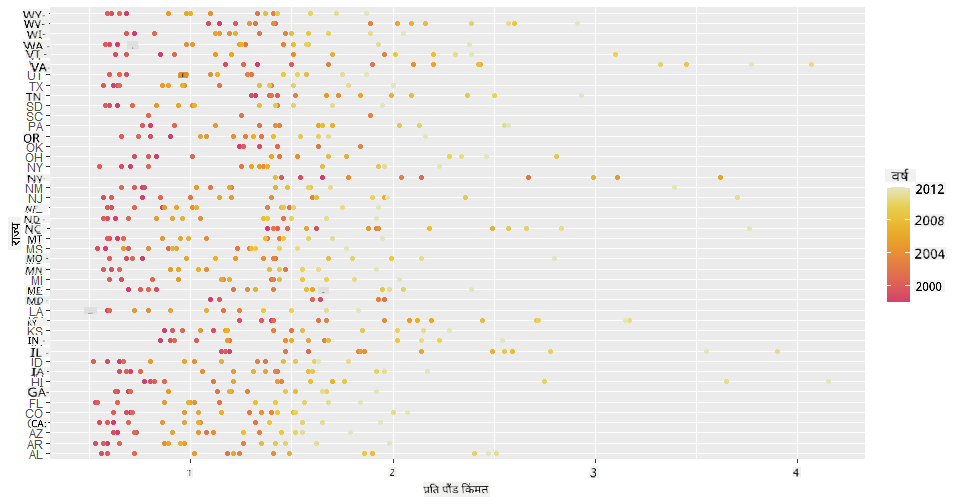 WY
WV
WI
WA
VT
VA
UT
TX
TN
SD
SC
PA
OR
OK
OH
NY
NV
NM
NJ
ND
NC
MT
MS
MO
MN
MI
ME
MD
LA
KY
KS
IN
IL
ID
IA
HI
GA
FL
CO
CA
AZ
AR
AL
राज्य
1
2
3
4
प्रति पौंड किंमत
वर्ष
2012
2008
2004
2000